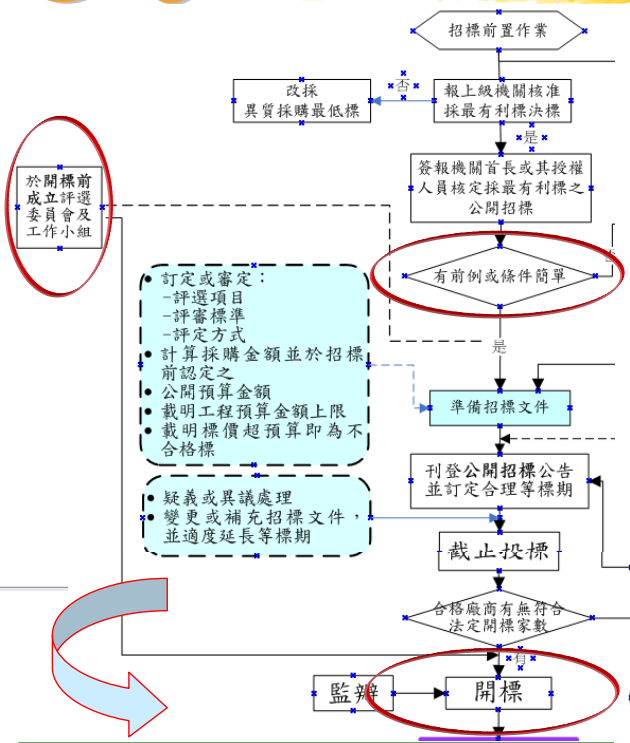 招標前置作業
改採
異質採購最低標
否
報上級機關核准
採最有利標決標
是
於開標前
成立評選
委員會及
工作小組
簽報機關首長或其授權
人員核定採最有利標之
公開招標
有前例或條件簡單
• 訂定或審定：
-評選項目
-評審標準
-評定方式
• 計算採購金額並於招標
前認定之
• 公開預算金額
• 載明工程預算金額上限
• 載明標價超預算即為不
合格標
是
準備招標文件
刊登公開招標公告
並訂定合理等標期
• 疑義或異議處理
• 變更或補充招標文件，
並適度延長等標期
截止投標
合格廠商有無符合
法定開標家數
有
監辦
開標